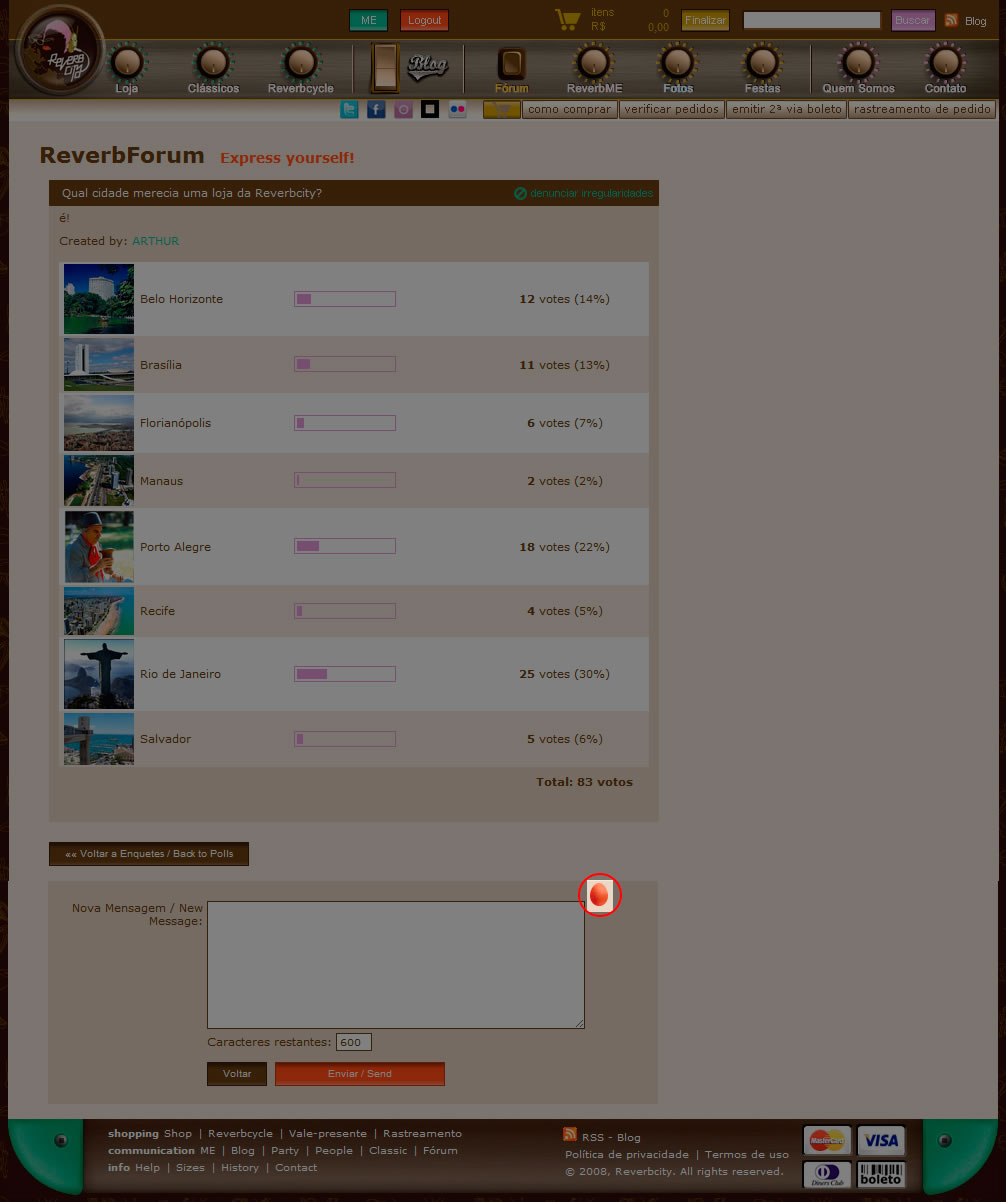 ME
Logout
itens 0
R$ 0,00
Finalizar
Buscar
Blog
Reverb City
Loja
Clássicos
Reverbcycle
Blog
Fórum
ReverbME
Fotos
Festas
Quem Somos
Contato
como comprar
verificar pedidos
emitir 2ª via boleto
rastreamento de pedido
ReverbForum Express yourself!
Qual cidade merecia uma loja da Reverbcity? denunciar irregularidades
é!
Created by: ARTHUR
Belo Horizonte 12 votes (14%)
Brasília 11 votes (13%)
Florianópolis 6 votes (7%)
Manaus 2 votes (2%)
Porto Alegre 18 votes (22%)
Recife 4 votes (5%)
Rio de Janeiro 25 votes (30%)
Salvador 5 votes (6%)
Total: 83 votos
«« Voltar a Enquetes / Back to Polls
Nova Mensagem / New
Message:
Caracteres restantes: 600
Voltar
Enviar / Send
shopping Shop | Reverbcycle | Vale-presente | Rastreamento
communication ME | Blog | Party | People | Classic | Fórum
info Help | Sizes | History | Contact
RSS - Blog
Política de privacidade | Termos de uso
© 2008, Reverbcity. All rights reserved.
MasterCard
VISA
Diners Club
boleto